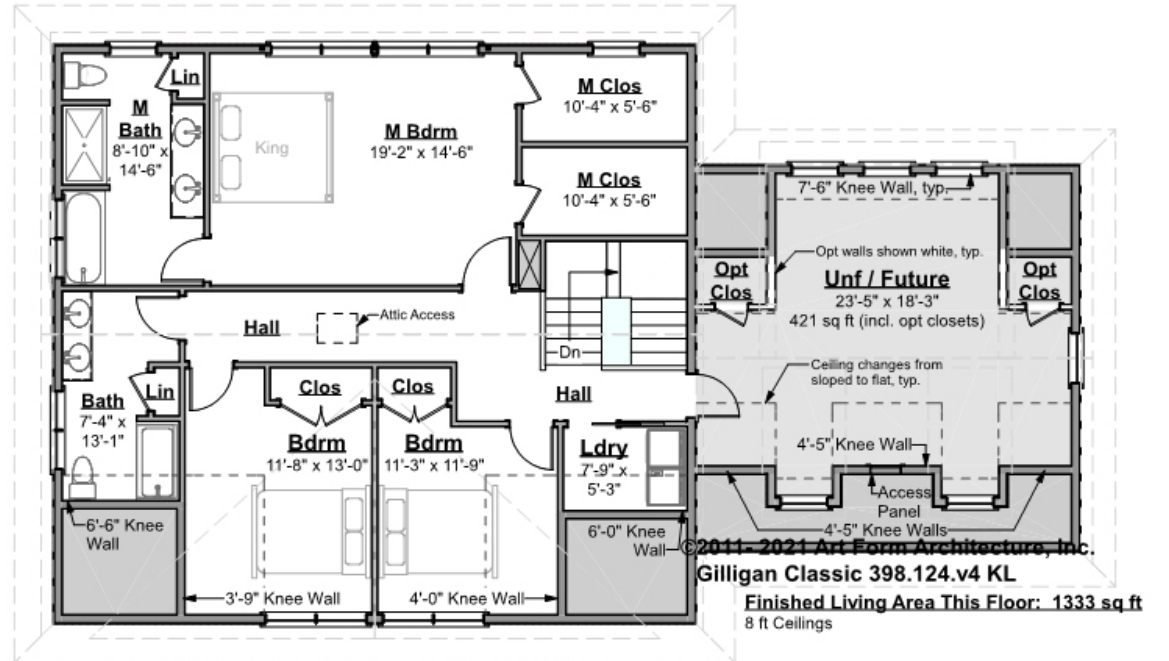 Lin
M
Bath
8'-10" x
14'-6"
King
M Bdrm
19'-2" x 14'-6"
M Clos
10'-4" x 5'-6"
M Clos
10'-4" x 5'-6"
7'-6" Knee Wall, typ.
Opt walls shown white, typ.
Opt
Clos
Unf / Future
23'-5" x 18'-3"
421 sq ft (incl. opt closets)
Opt
Clos
Hall
Attic Access
Dn
Ceiling changes from
sloped to flat, typ.
Hall
Lin
Bath
7'-4" x
13'-1"
Clos
Clos
Bdrm
11'-8" x 13'-0"
Bdrm
11'-3" x 11'-9"
Ldry
7'-9" x
5'-3"
4'-5" Knee Wall
Access
Panel
4'-5" Knee Walls
6'-6" Knee
Wall
6'-0" Knee
Wall
3'-9" Knee Wall
4'-0" Knee Wall
©2011- 2021 Art Form Architecture, Inc.
Gilligan Classic 398.124.v4 KL
Finished Living Area This Floor: 1333 sq ft
8 ft Ceilings